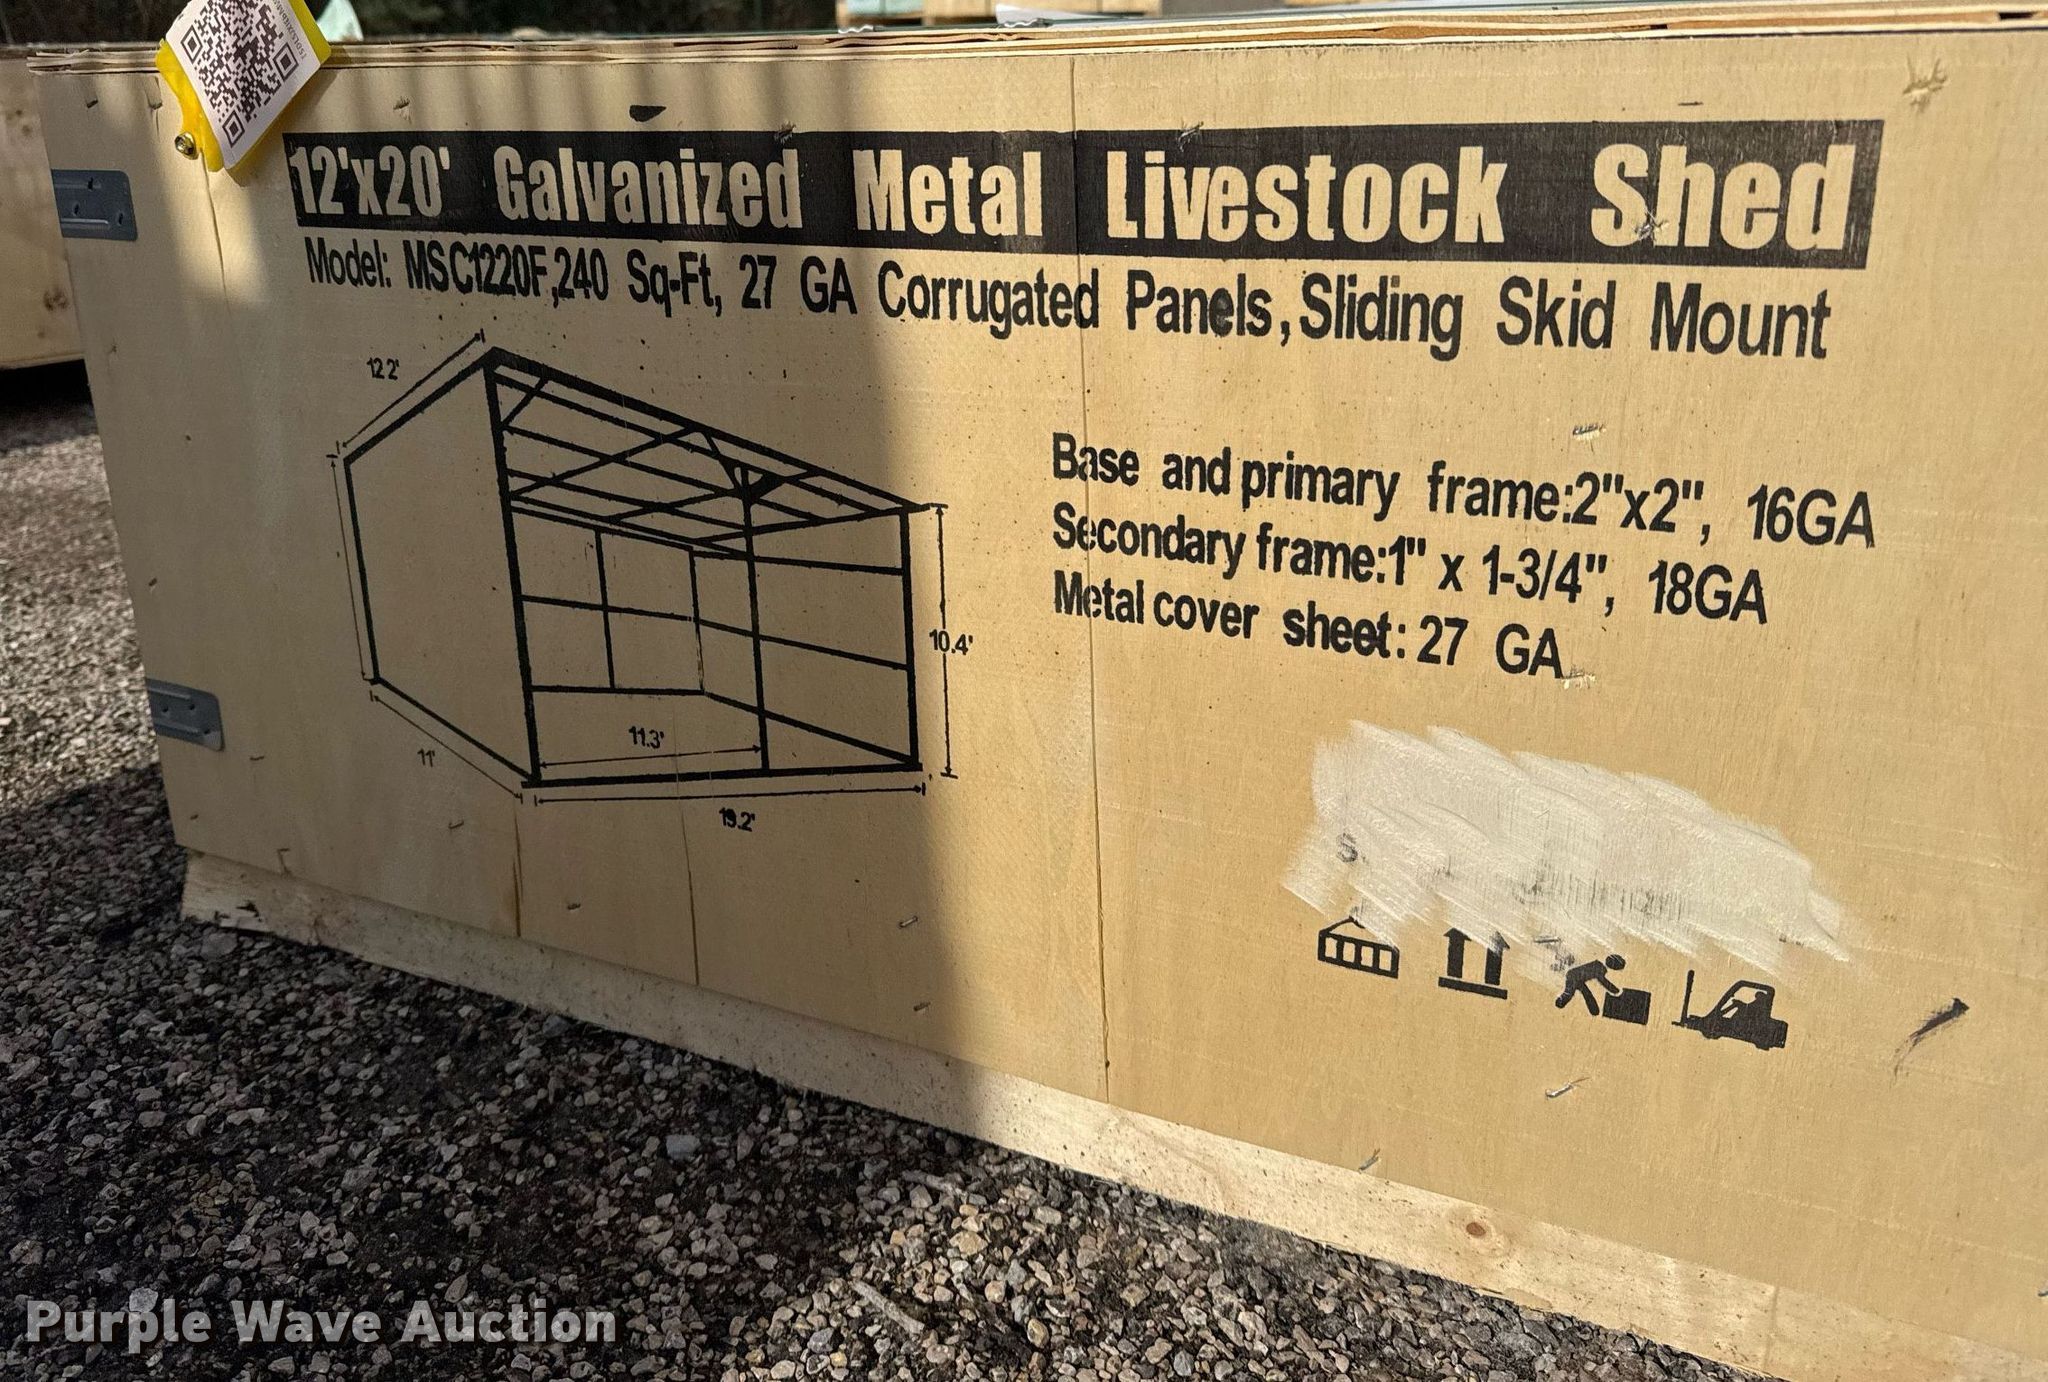 12'x20' Galvanized Metal Livestock Shed
Model: MSC1220F,240 Sq-Ft, 27 GA Corrugated Panels,Sliding Skid Mount
12 2'
Base and primary frame:2"x2", 16GA
Secondary frame:1" x 1-3/4", 18GA
Metal cover sheet: 27 GA
10.4'
11.3'
11'
19.2'
S
Purple Wave Auction